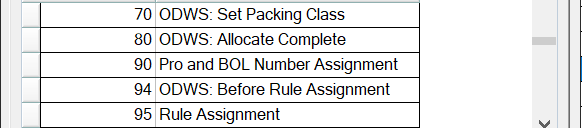 70 ODWS: Set Packing Class
80 ODWS: Allocate Complete
90 Pro and BOL Number Assignment
94 ODWS: Before Rule Assignment
95 Rule Assignment